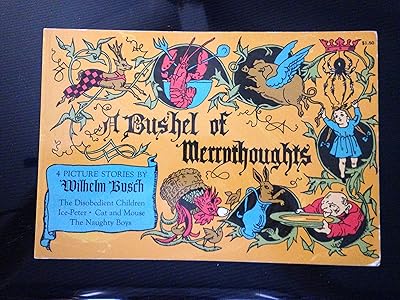 $1.50
A Bushel of
Merrythoughts
4 PICTURE STORIES BY
Wilhelm Busch
The Disobedient Children
Ice-Peter · Cat and Mouse
The Naughty Boys